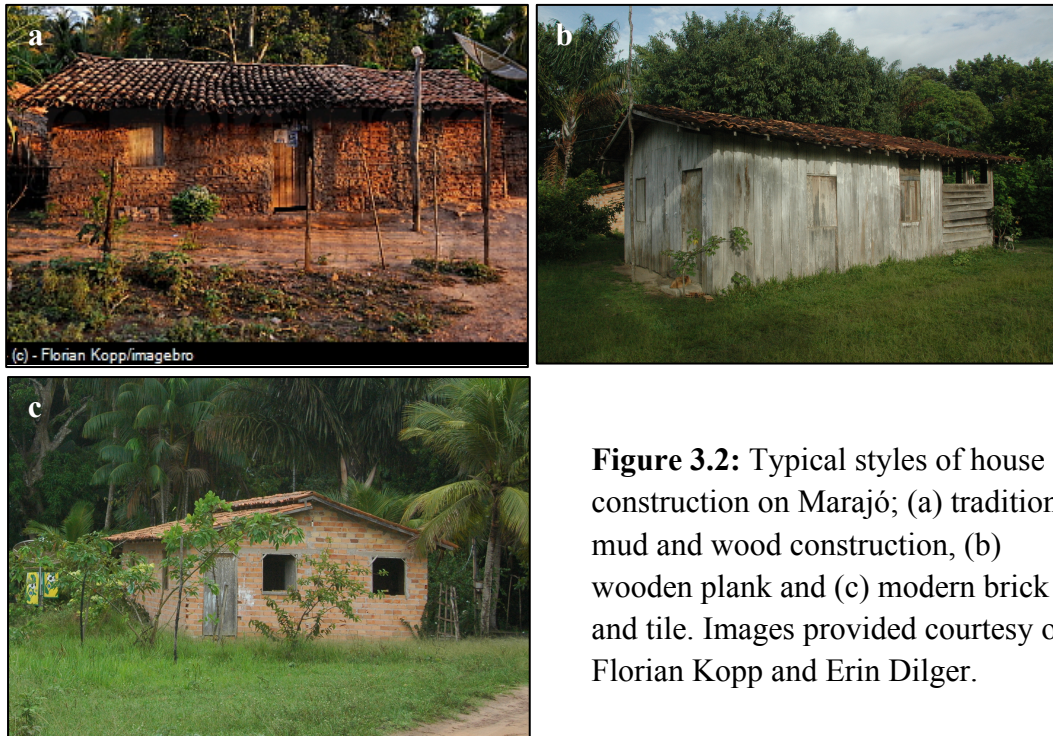 a
b
(c) - Florian Kopp/imagebro
c
Figure 3.2: Typical styles of house
construction on Marajó; (a) tradition
mud and wood construction, (b)
wooden plank and (c) modern brick
and tile. Images provided courtesy o
Florian Kopp and Erin Dilger.